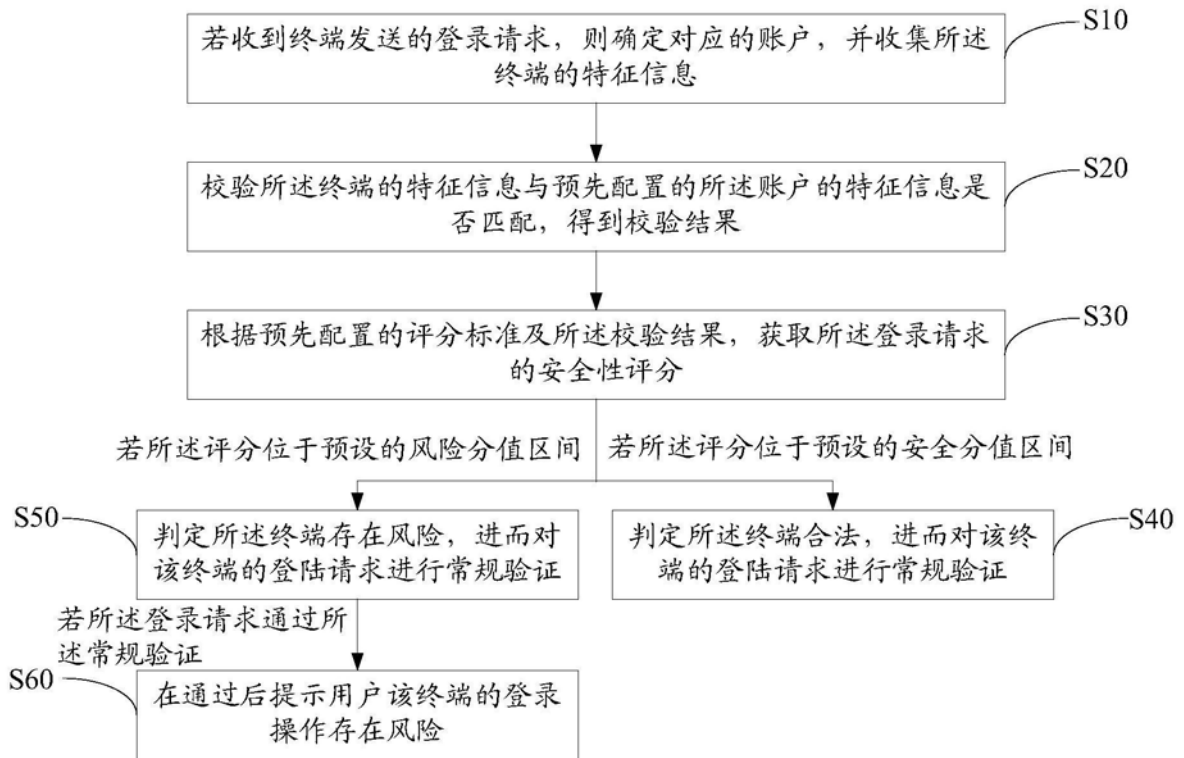 若收到终端发送的登录请求，则确定对应的账户，并收集所述
终端的特征信息
S10
校验所述终端的特征信息与预先配置的所述账户的特征信息是
否匹配，得到校验结果
S20
根据预先配置的评分标准及所述校验结果，获取所述登录请求
的安全性评分
S30
若所述评分位于预设的风险分值区间
若所述评分位于预设的安全分值区间
S50
判定所述终端存在风险，进而对
该终端的登陆请求进行常规验证
判定所述终端合法，进而对该终
端的登陆请求进行常规验证
S40
若所述登录请求通过所
述常规验证
S60
在通过后提示用户该终端的登录
操作存在风险